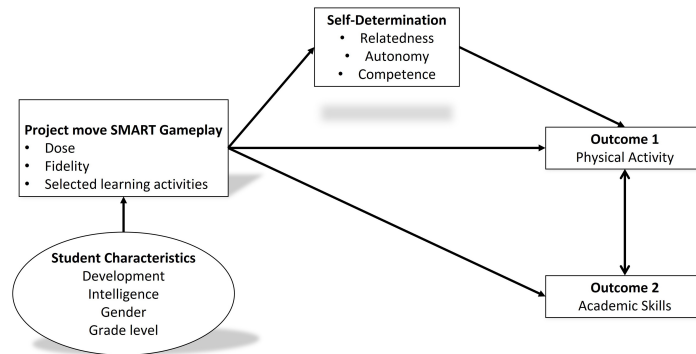 Self-Determination
• Relatedness
• Autonomy
• Competence
Project move SMART Gameplay
• Dose
• Fidelity
• Selected learning activities
Outcome 1
Physical Activity
Student Characteristics
Development
Intelligence
Gender
Grade level
Outcome 2
Academic Skills